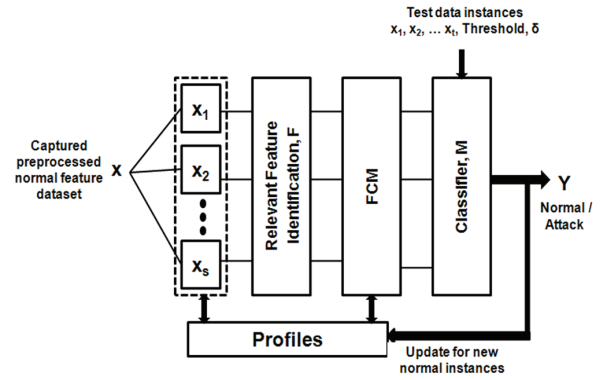 Test data instances
x1, x2, ... xt, Threshold, δ
Captured
preprocessed
normal feature
dataset
X
x1
x2
xs
Relevant Feature
Identification, F
FCM
Classifier, M
Y
Normal /
Attack
Profiles
Update for new
normal instances